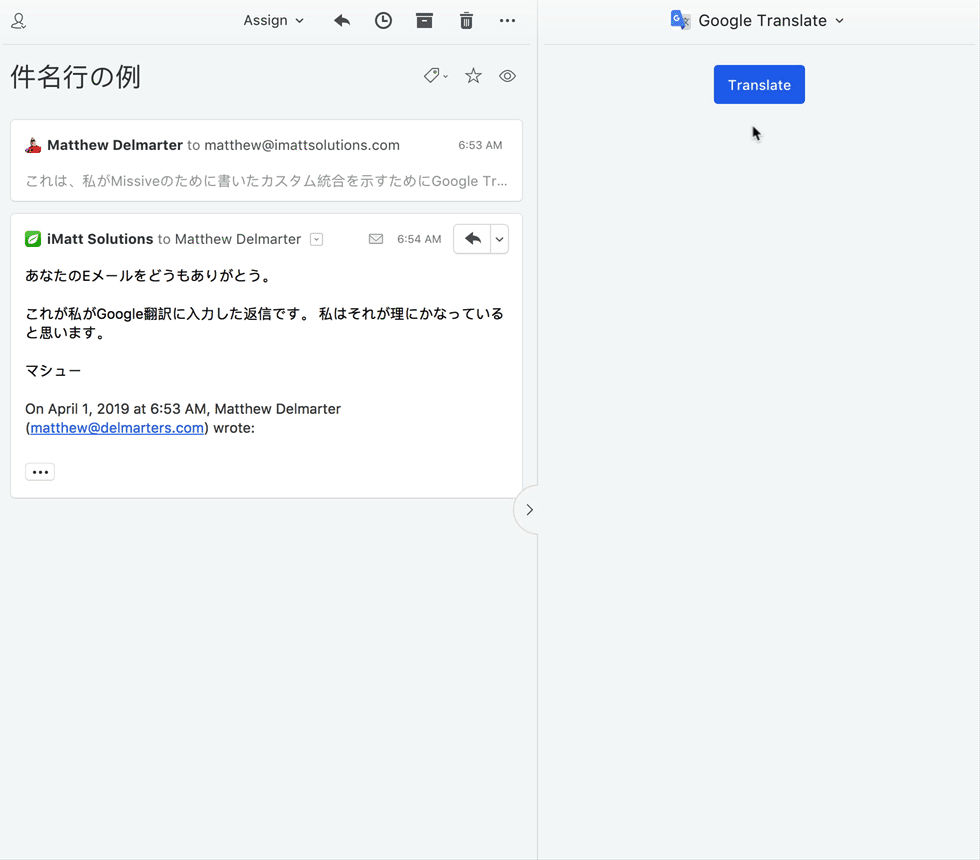 Assign
Google Translate
件名行の例
Translate
Matthew Delmarter to matthew@imattsolutions.com 6:53 AM
これは、私がMissiveのために書いたカスタム統合を示すためにGoogle Tr...
iMatt Solutions to Matthew Delmarter 6:54 AM
あなたのEメールをどうもありがとう。
これが私がGoogle翻訳に入力した返信です。 私はそれが理にかなっている
と思います。
マシュー
On April 1, 2019 at 6:53 AM, Matthew Delmarter
(matthew@delmarters.com) wrote: